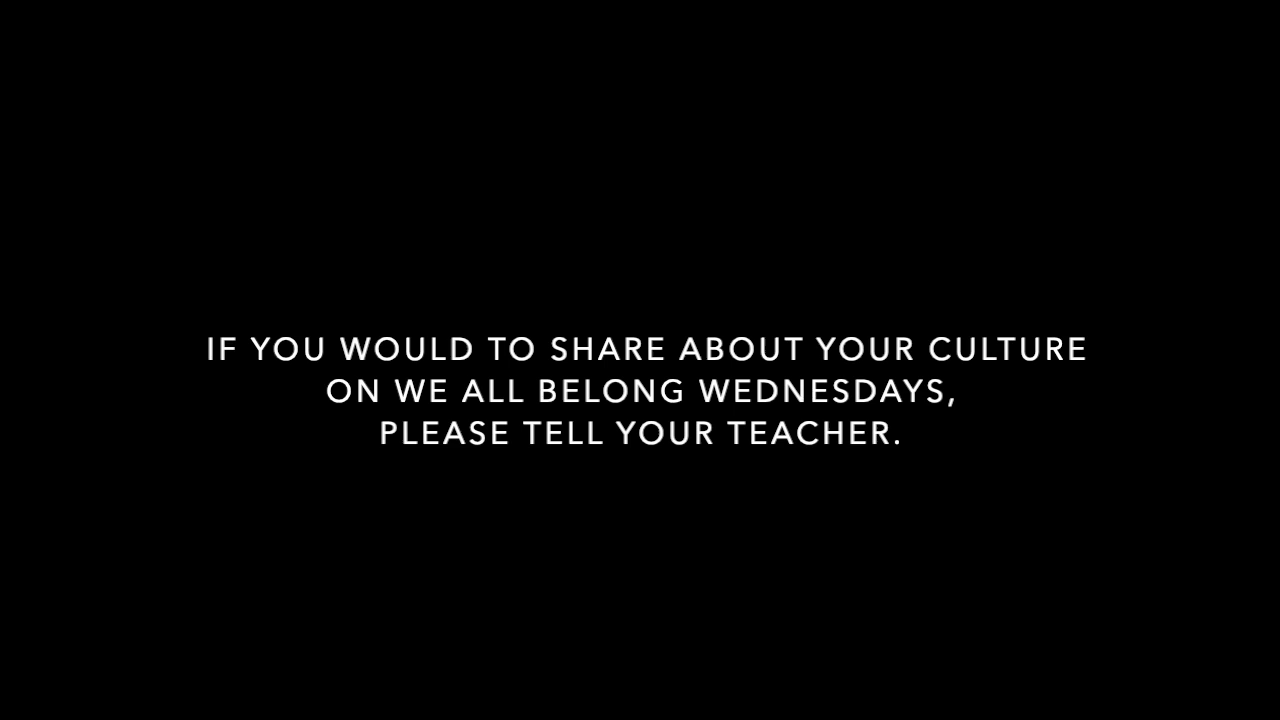 IF YOU WOULD TO SHARE ABOUT YOUR CULTURE
ON WE ALL BELONG WEDNESDAYS,
PLEASE TELL YOUR TEACHER.